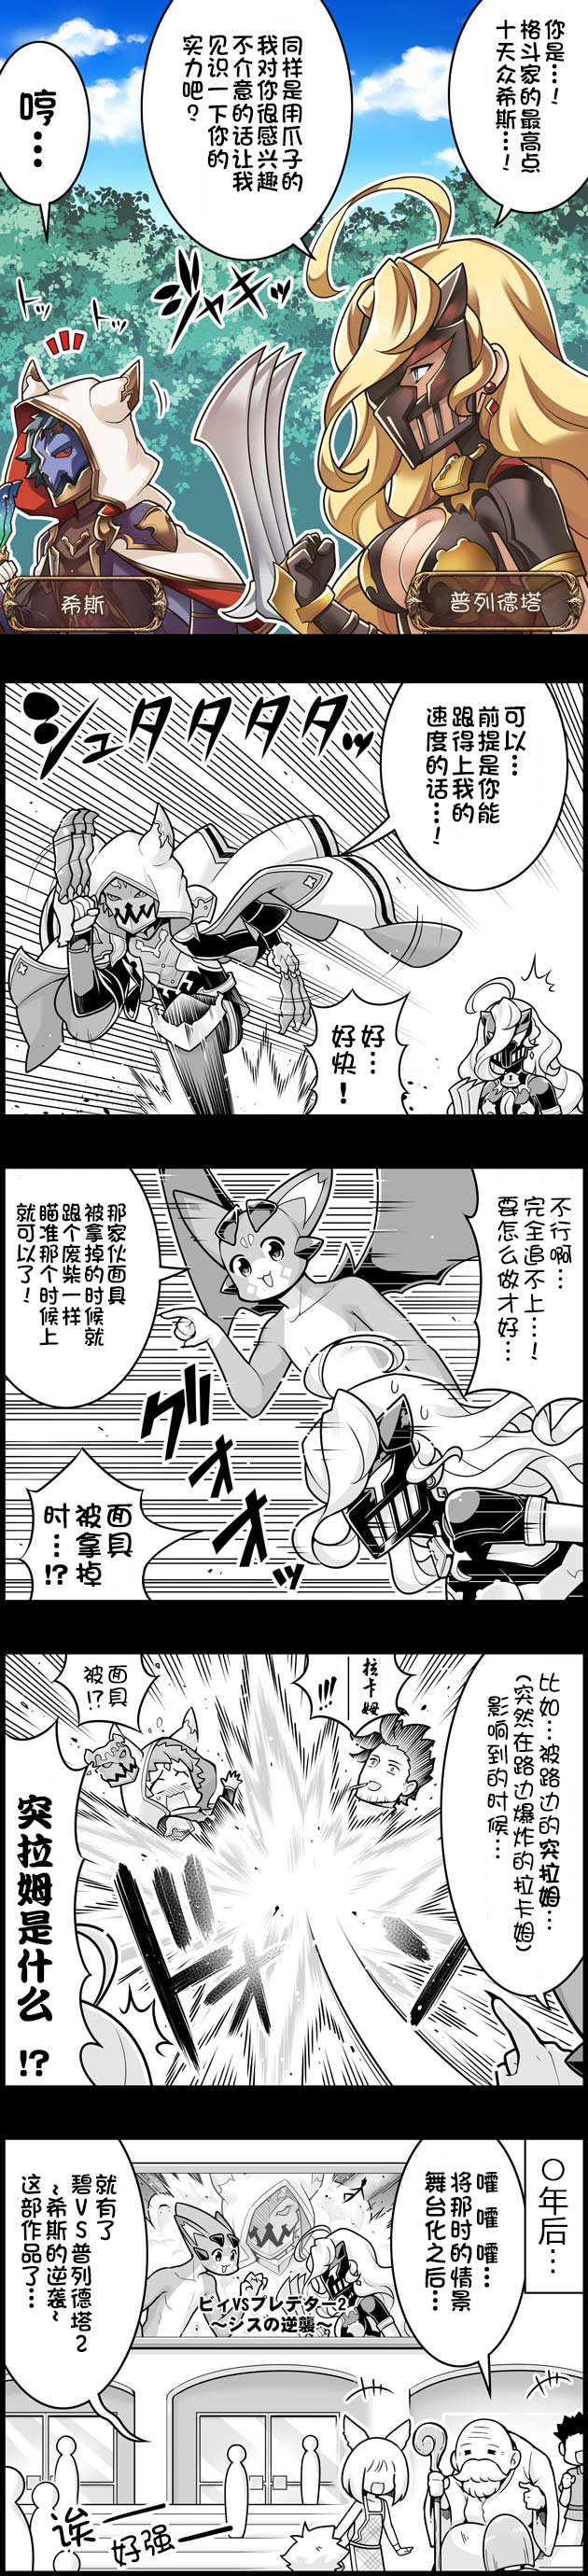 你是…！
格斗家的最高点
十天众希斯…！
同样是用爪子的
我对你很感兴趣
不介意的话让我
见识一下你的
实力吧？
哼…
ジャキッ
トッ
トッ
希斯
普列德塔
可以…
前提是你能
跟得上我的
速度的话…！
シュタタタタッ
好…
好快！
不行啊…
完全追不上…！
要怎么做才好…
那家伙面具
被拿掉的时候就
跟个废柴一样
瞄准那个时候上
就可以了！
グオオッ
面具
被拿掉
时…!?
比如…被路边的突拉姆…
（突然在路边爆炸的拉卡姆）
影响到的时候…
拉卡姆
!!!
面具
被!?
ドォン
突拉姆是什么!?
〇年后…
嚯嚯嚯…
将那时的情景
舞台化之后…
就有了
碧VS普列德塔2
~希斯的逆袭~
这部作品了…
ビィVSプレデター2
～シスの逆襲～
诶——
好强——